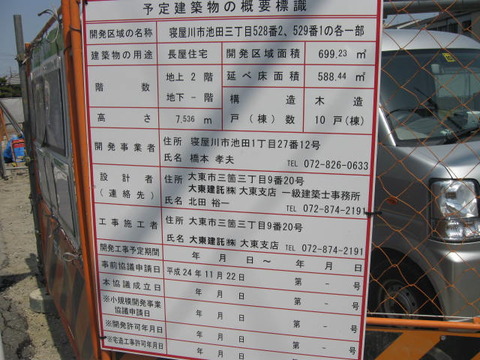 予定建築物の概要標識
開発区域の名称 寝屋川市池田三丁目528番2、529番1の各一部
建築物の用途 長屋住宅 開発区域面積 699.23 ㎡
階数 地上 2 階 延べ床面積 588.44 ㎡
地下 － 階 構造 木造
高さ 7,536 m 戸(棟)数 10 戸(棟)
開発事業者 住所 寝屋川市池田1丁目27番12号
氏名 橋本 孝夫 TEL 072-826-0633
設計者 住所 大東市三箇三丁目9番20号
(連絡先) 大東建託㈱ 大東支店 一級建築士事務所
氏名 北田 裕一 TEL 072-874-2191
工事施工者 住所 大東市三箇三丁目9番20号
氏名 大東建託㈱ 大東支店 TEL 072-874-2191
開発工事予定期間 年 月 日 ～ 年 月 日
事前協議申請日 平成 24 年 11 月 22 日 第 - 号
本協議成立日 年 月 日 第 - 号
※小規模開発事業協議申請日 年 月 日 第 - 号
※開発許可年月日 年 月 日 第 - 号
※宅造工事許可年月日 年 月 日 第 - 号